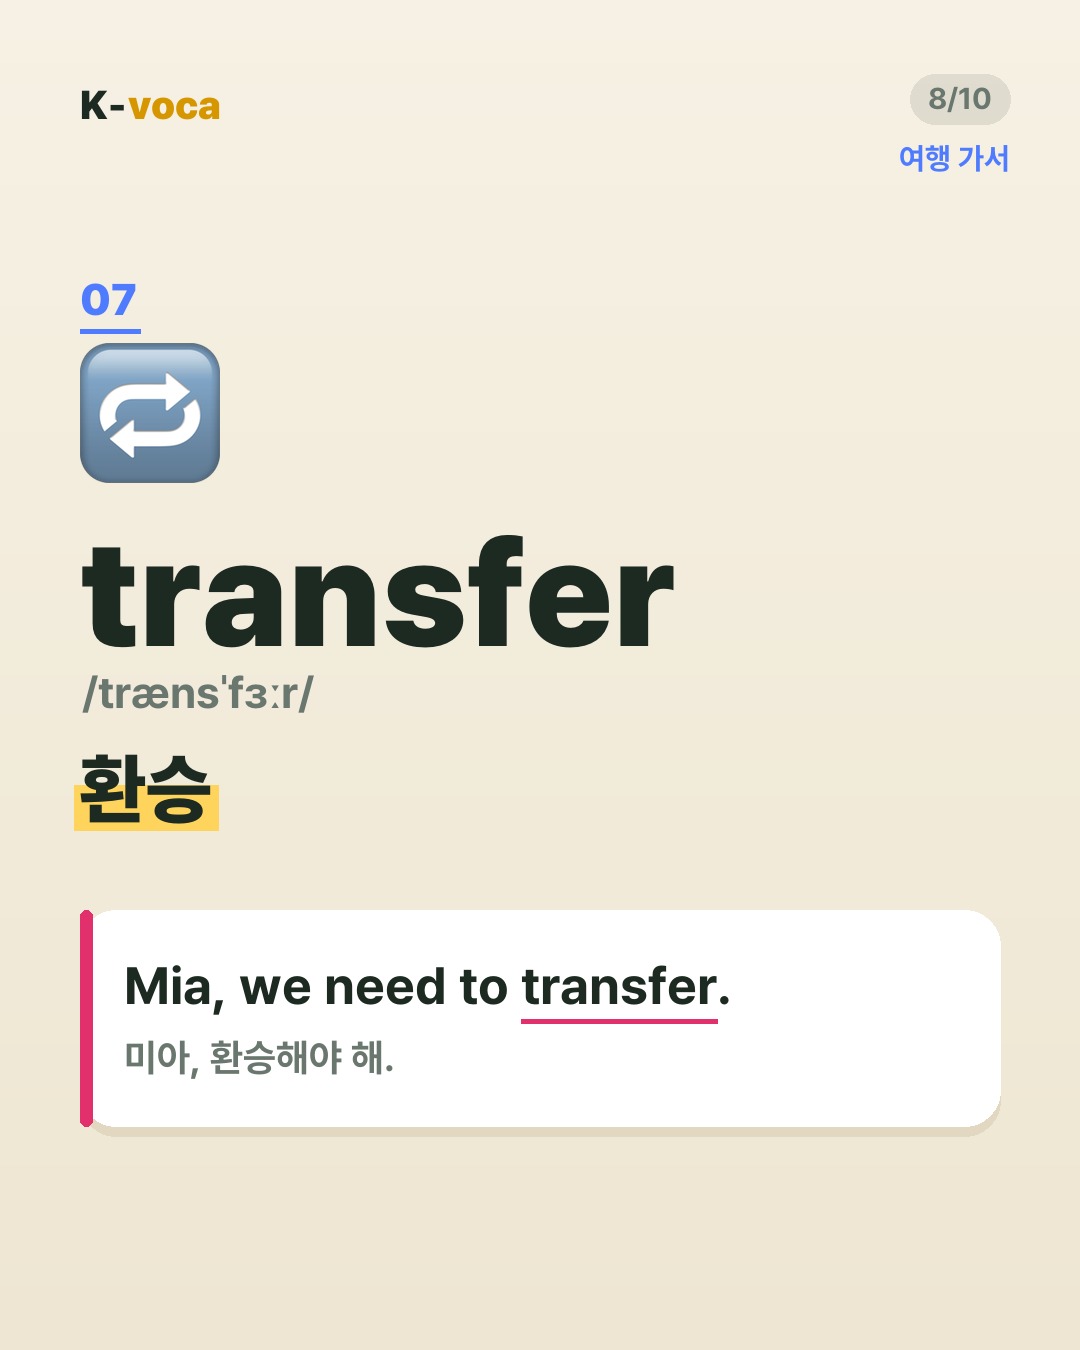 K-voca
8/10
여행 가서
07
transfer
/trænsˈfɜːr/
환승
Mia, we need to transfer.
미아, 환승해야 해.